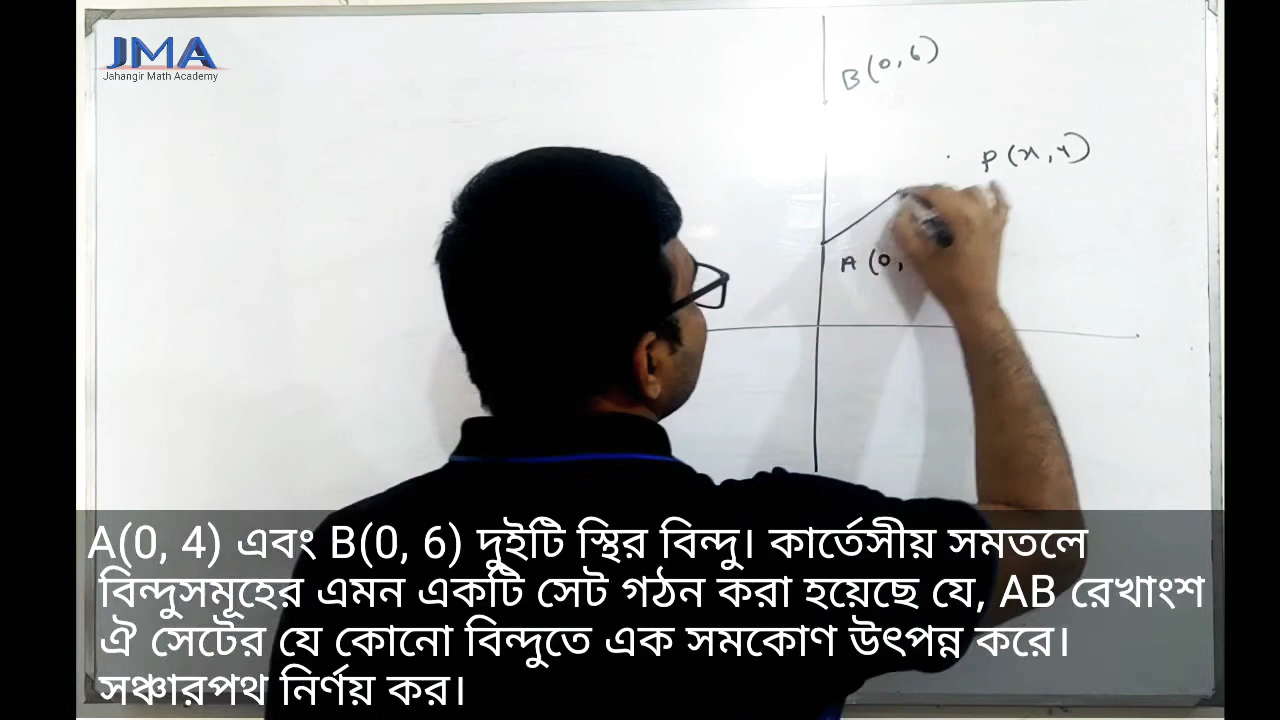 JMA
Jahangir Math Academy
B(0,6)
P(x,y)
A(0,
A(0, 4) এবং B(0, 6) দুইটি স্থির বিন্দু। কার্তেসীয় সমতলে
বিন্দুসমূহের এমন একটি সেট গঠন করা হয়েছে যে, AB রেখাংশ
ঐ সেটের যে কোনো বিন্দুতে এক সমকোণ উৎপন্ন করে।
সঞ্চারপথ নির্ণয় কর।